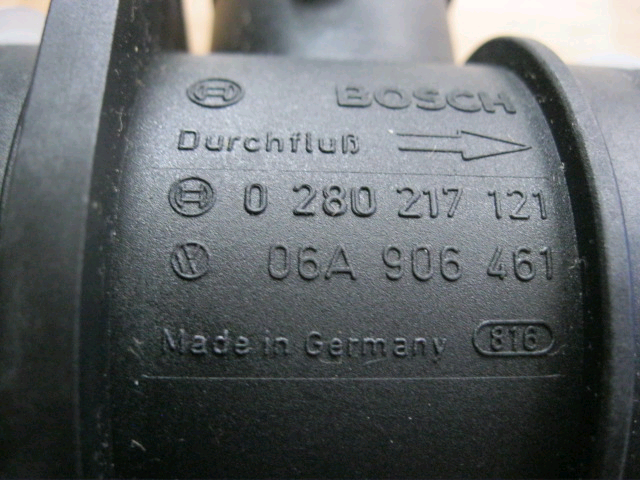 BOSCH
Durchfluß
0 280 217 121
06A 906 461
Made in Germany 816